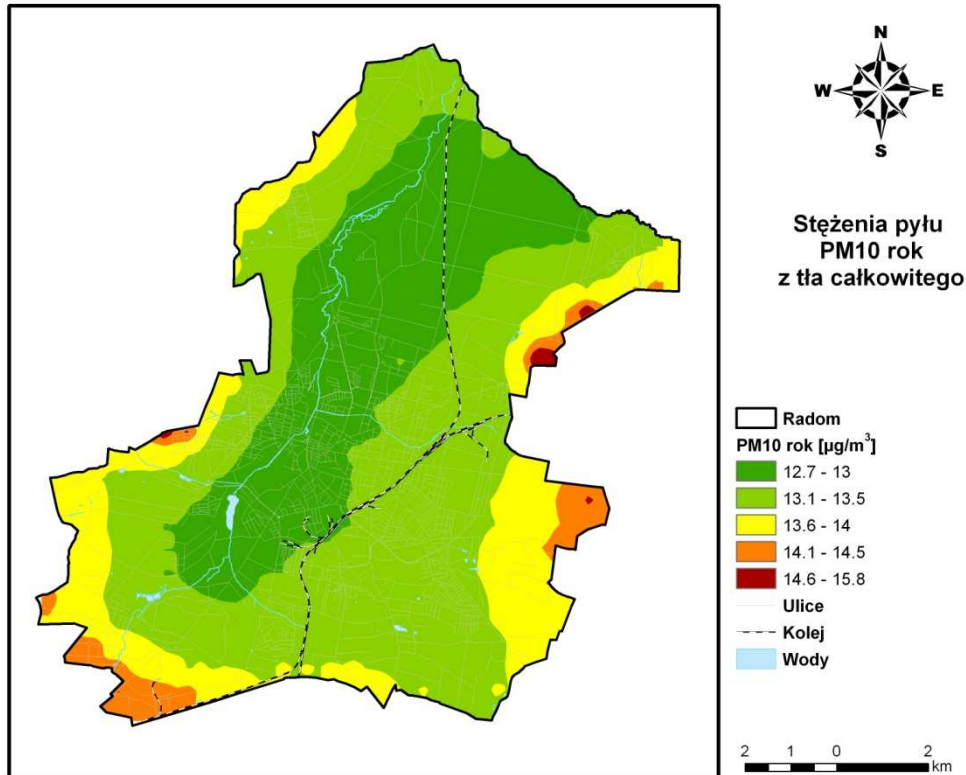 N
W E
S
Stężenia pyłu
PM10 rok
z tła całkowitego
Radom
PM10 rok [µg/m³]
12.7 - 13
13.1 - 13.5
13.6 - 14
14.1 - 14.5
14.6 - 15.8
Ulice
Kolej
Wody
2 1 0 2
km